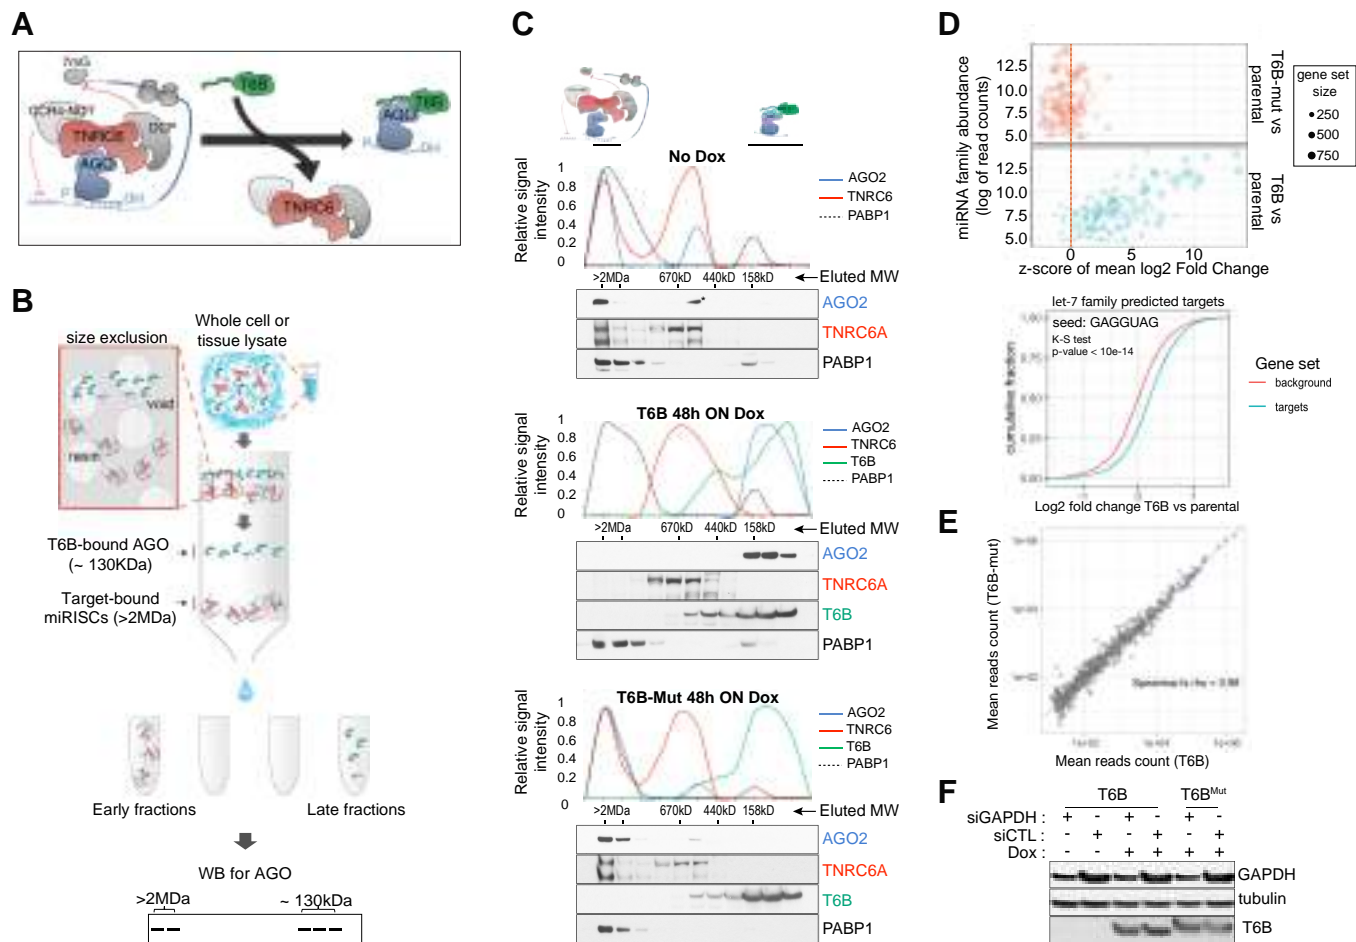 A
T6B
TNRC6
AGO
AGO
T6B
TNRC6
B
size exclusion
Whole cell or
tissue lysate
void
resin
T6B-bound AGO
(~ 130KDa)
Target-bound
miRISCs (>2MDa)
Early fractions
Late fractions
WB for AGO
>2MDa
~ 130kDa
C
No Dox
Relative signal
intensity
1
0.8
0.6
0.4
0.2
0
AGO2
TNRC6
PABP1
>2MDa 670kD 440kD 158kD
Eluted MW
AGO2
TNRC6A
PABP1
T6B 48h ON Dox
Relative signal
intensity
1
0.8
0.6
0.4
0.2
0
AGO2
TNRC6
T6B
PABP1
>2MDa 670kD 440kD 158kD
Eluted MW
AGO2
TNRC6A
T6B
PABP1
T6B-Mut 48h ON Dox
Relative signal
intensity
1
0.8
0.6
0.4
0.2
0
AGO2
TNRC6
T6B
PABP1
>2MDa 670kD 440kD 158kD
Eluted MW
AGO2
TNRC6A
T6B
PABP1
D
miRNA family abundance
(log of read counts)
12.5
10.0
7.5
5.0
12.5
10.0
7.5
5.0
T6B-mut vs
parental
T6B vs
parental
gene set
size
250
500
750
0 5 10
z-score of mean log2 Fold Change
let-7 family predicted targets
seed: GAGGUAG
K-S test
p-value < 10e-14
cumulative fraction
Gene set
background
targets
Log2 fold change T6B vs parental
E
Mean reads count (T6B-mut)
Mean reads count (T6B)
F
T6B T6B^Mut
siGAPDH : + - + - + -
siCTL : - + - + - +
Dox : - - + + + +
GAPDH
tubulin
T6B